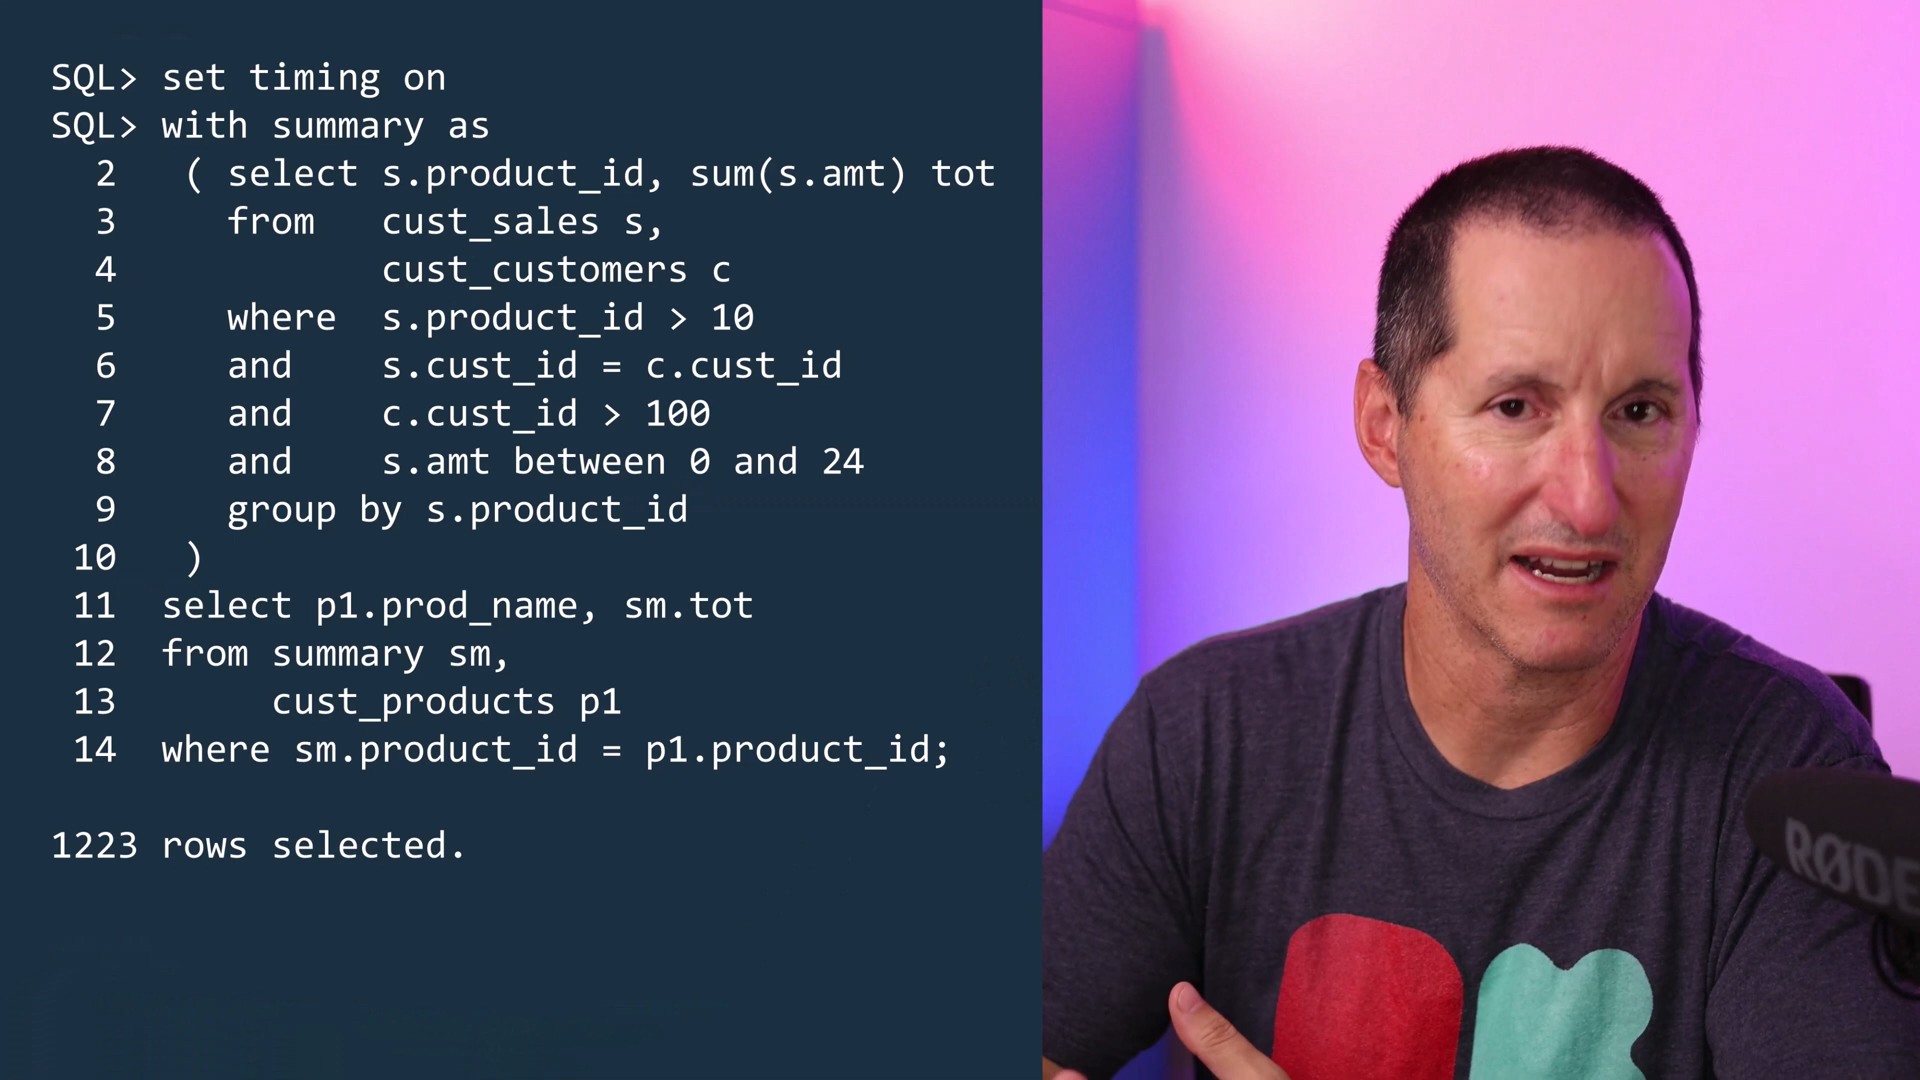 SQL> set timing on
SQL> with summary as
2 ( select s.product_id, sum(s.amt) tot
3 from cust_sales s,
4 cust_customers c
5 where s.product_id > 10
6 and s.cust_id = c.cust_id
7 and c.cust_id > 100
8 and s.amt between 0 and 24
9 group by s.product_id
10 )
11 select p1.prod_name, sm.tot
12 from summary sm,
13 cust_products p1
14 where sm.product_id = p1.product_id;
1223 rows selected.
RØDE